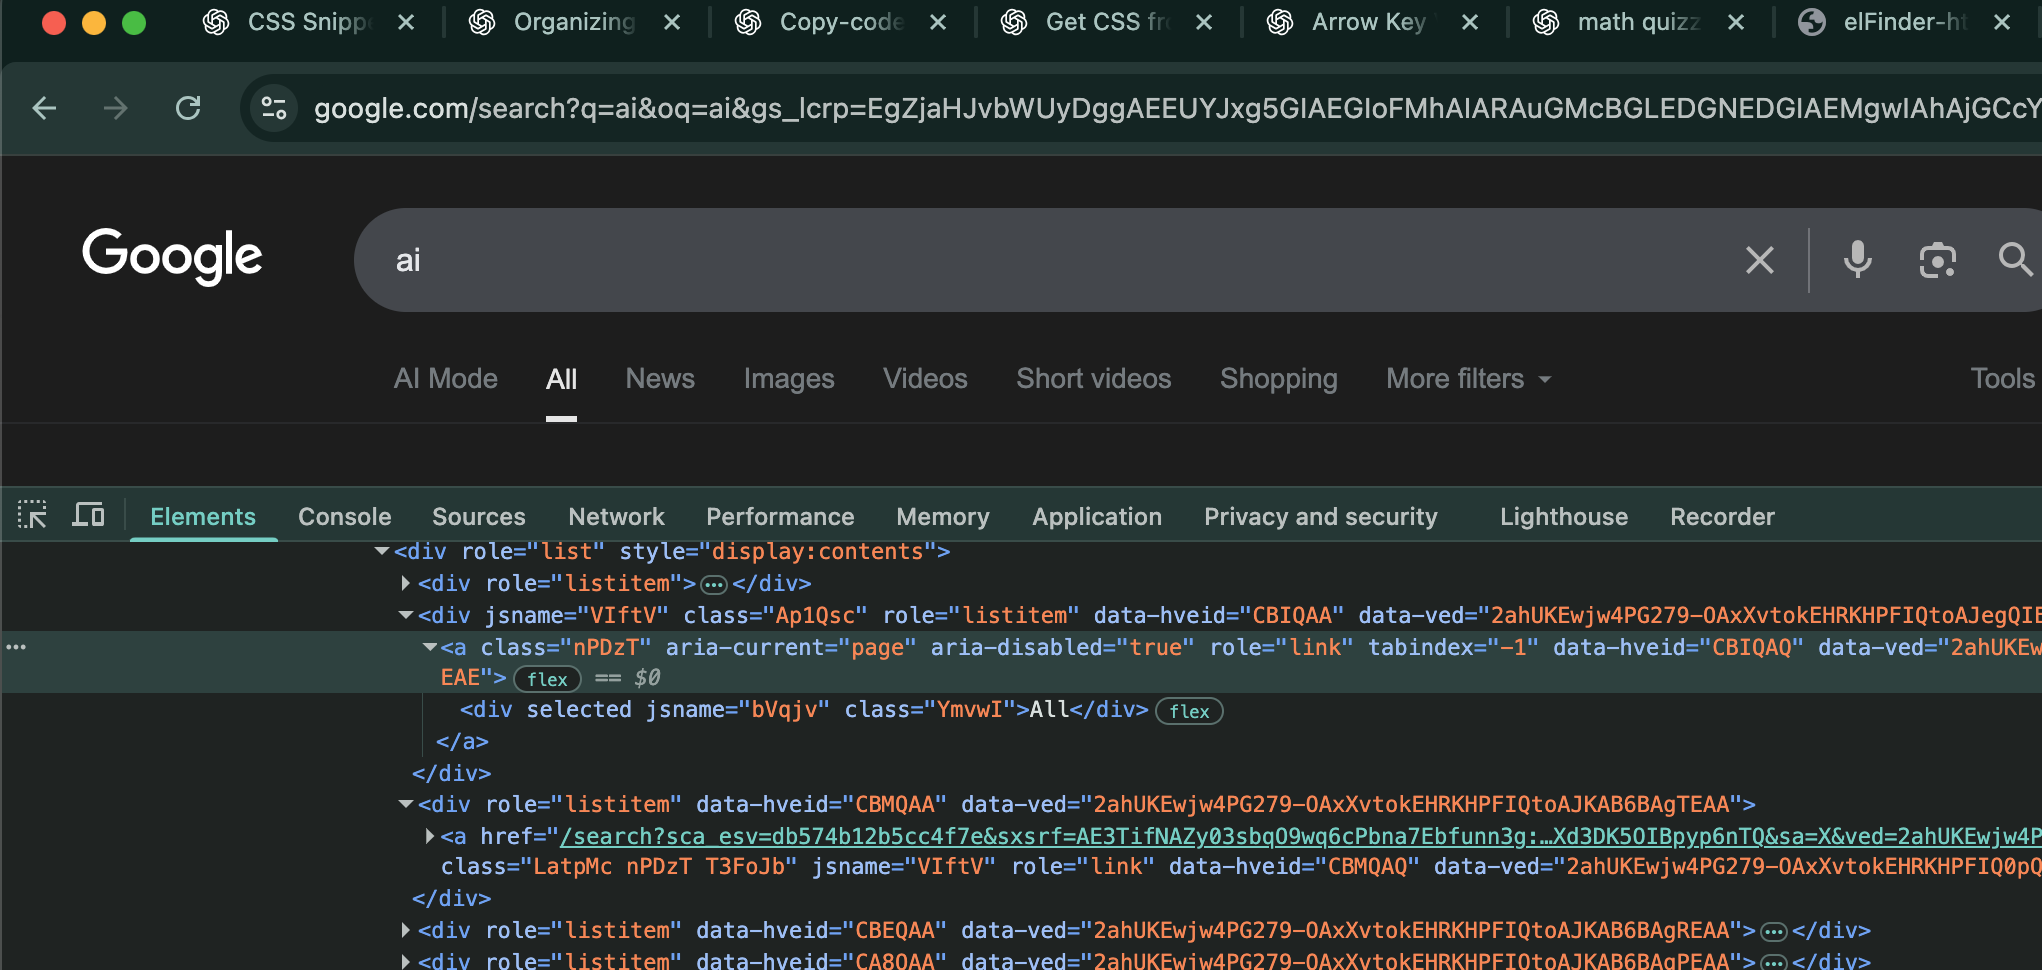 CSS Snipp
Organizing
Copy-code
Get CSS fr
Arrow Key
math quizz
elFinder-ht
google.com/search?q=ai&oq=ai&gs_lcrp=EgZjaHJvbWUyDggAEEUYJxg5GIAEGIoFMhAIARAuGMcBGLEDGNEDGIAEMgwIAhAjGCcY
Google
ai
AI Mode
All
News
Images
Videos
Short videos
Shopping
More filters
Tools
Elements
Console
Sources
Network
Performance
Memory
Application
Privacy and security
Lighthouse
Recorder
<div role="list" style="display:contents">
<div role="listitem"> … </div>
<div jsname="VIftV" class="Ap1Qsc" role="listitem" data-hveid="CBIQAA" data-ved="2ahUKEwjw4PG279-OAxXvtokEHRKHPFIQtoAJegQIE
<a class="nPDzT" aria-current="page" aria-disabled="true" role="link" tabindex="-1" data-hveid="CBIQAQ" data-ved="2ahUKEw
EAE"> flex == $0
<div selected jsname="bVqjv" class="YmvwI">All</div> flex
</a>
</div>
<div role="listitem" data-hveid="CBMQAA" data-ved="2ahUKEwjw4PG279-OAxXvtokEHRKHPFIQtoAJKAB6BAgTEAA">
<a href="/search?sca_esv=db574b12b5cc4f7e&sxsrf=AE3TifNAZy03sbqO9wq6cPbna7Ebfunn3g:…Xd3DK5OIBpyp6nTQ&sa=X&ved=2ahUKEwjw4P
class="LatpMc nPDzT T3FoJb" jsname="VIftV" role="link" data-hveid="CBMQAQ" data-ved="2ahUKEwjw4PG279-OAxXvtokEHRKHPFIQ0pQ
</div>
<div role="listitem" data-hveid="CBEQAA" data-ved="2ahUKEwjw4PG279-OAxXvtokEHRKHPFIQtoAJKAB6BAgREAA"> … </div>
<div role="listitem" data-hveid="CA8QAA" data-ved="2ahUKEwjw4PG279-OAxXvtokEHRKHPFIQtoAJKAB6BAgPEAA"> … </div>